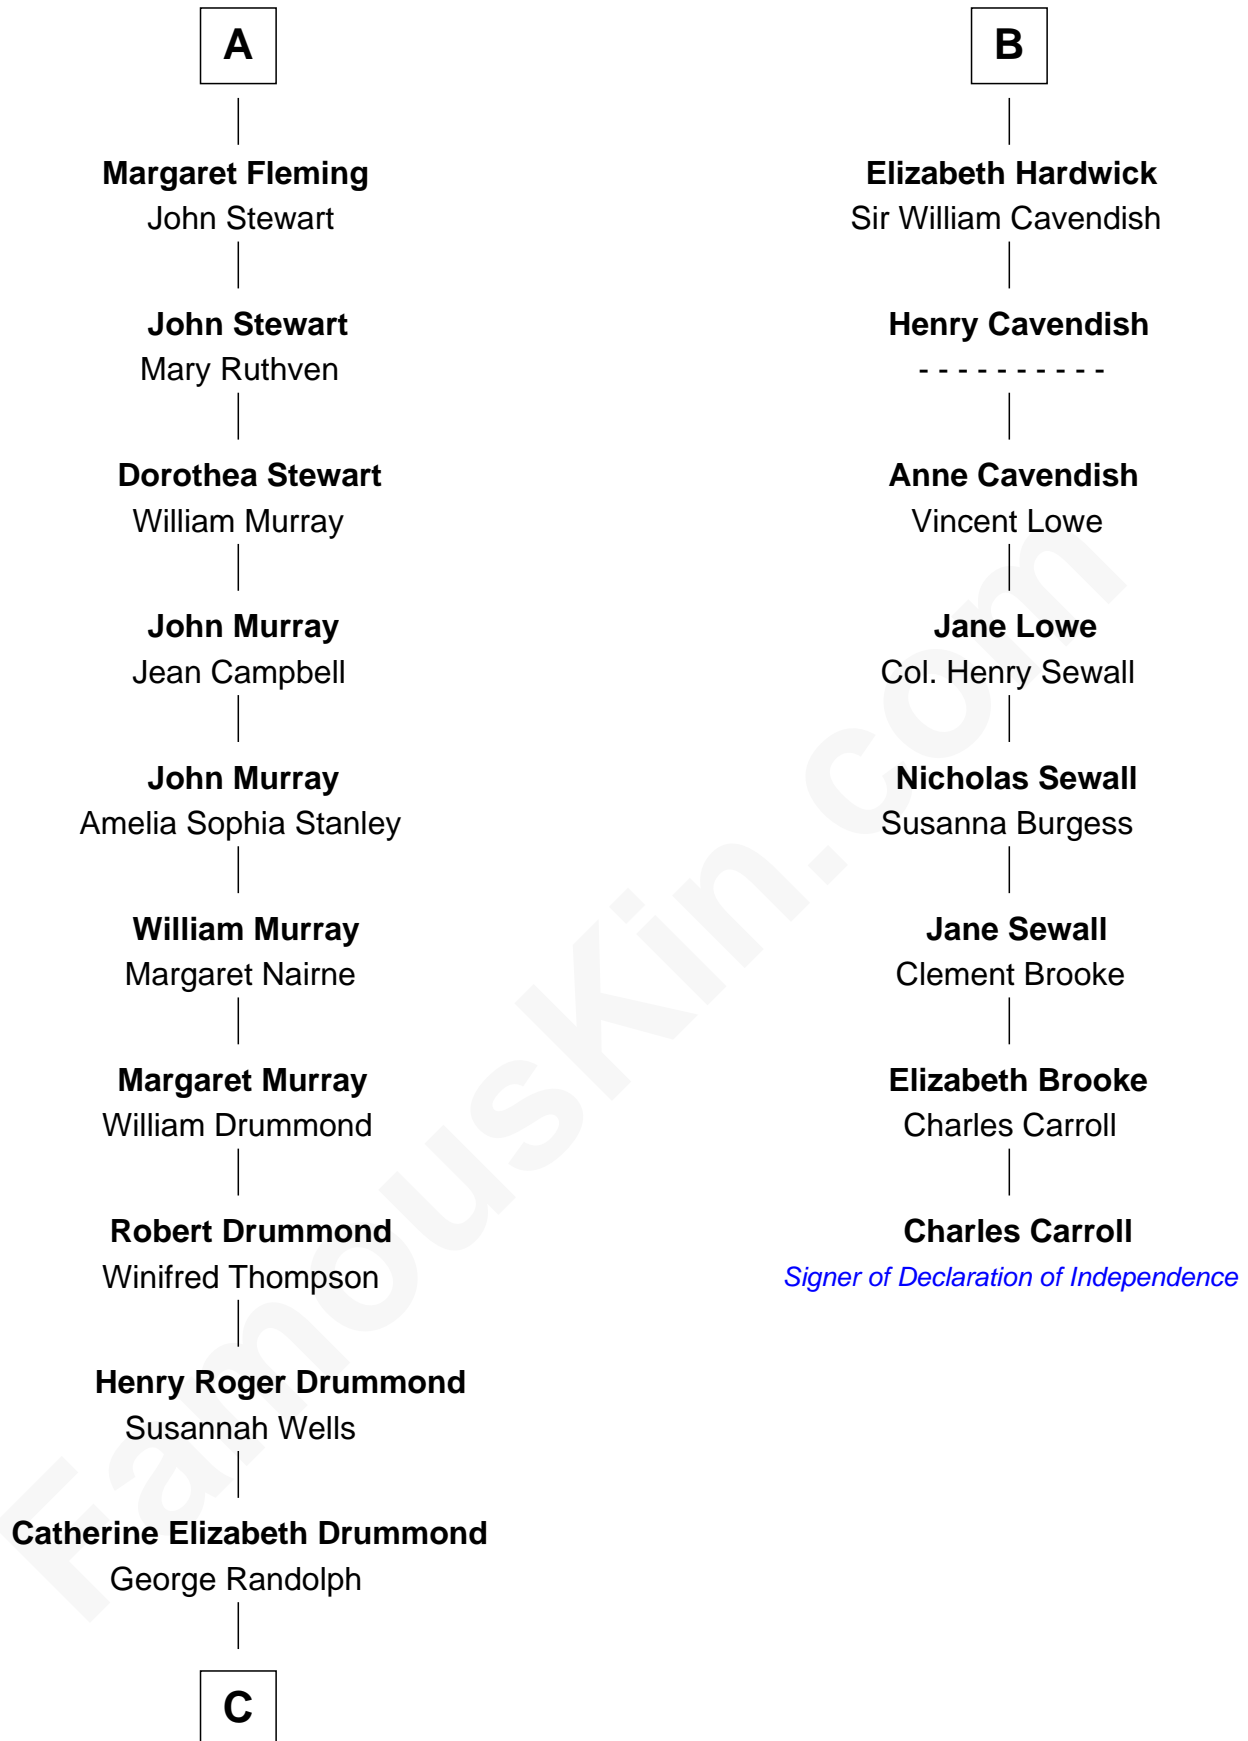 A
Margaret Fleming
John Stewart
John Stewart
Mary Ruthven
Dorothea Stewart
William Murray
John Murray
Jean Campbell
John Murray
Amelia Sophia Stanley
William Murray
Margaret Nairne
Margaret Murray
William Drummond
Robert Drummond
Winifred Thompson
Henry Roger Drummond
Susannah Wells
Catherine Elizabeth Drummond
George Randolph
C
B
Elizabeth Hardwick
Sir William Cavendish
Henry Cavendish
- - - - - - - - - -
Anne Cavendish
Vincent Lowe
Jane Lowe
Col. Henry Sewall
Nicholas Sewall
Susanna Burgess
Jane Sewall
Clement Brooke
Elizabeth Brooke
Charles Carroll
Charles Carroll
Signer of Declaration of Independence
FamousKin.com